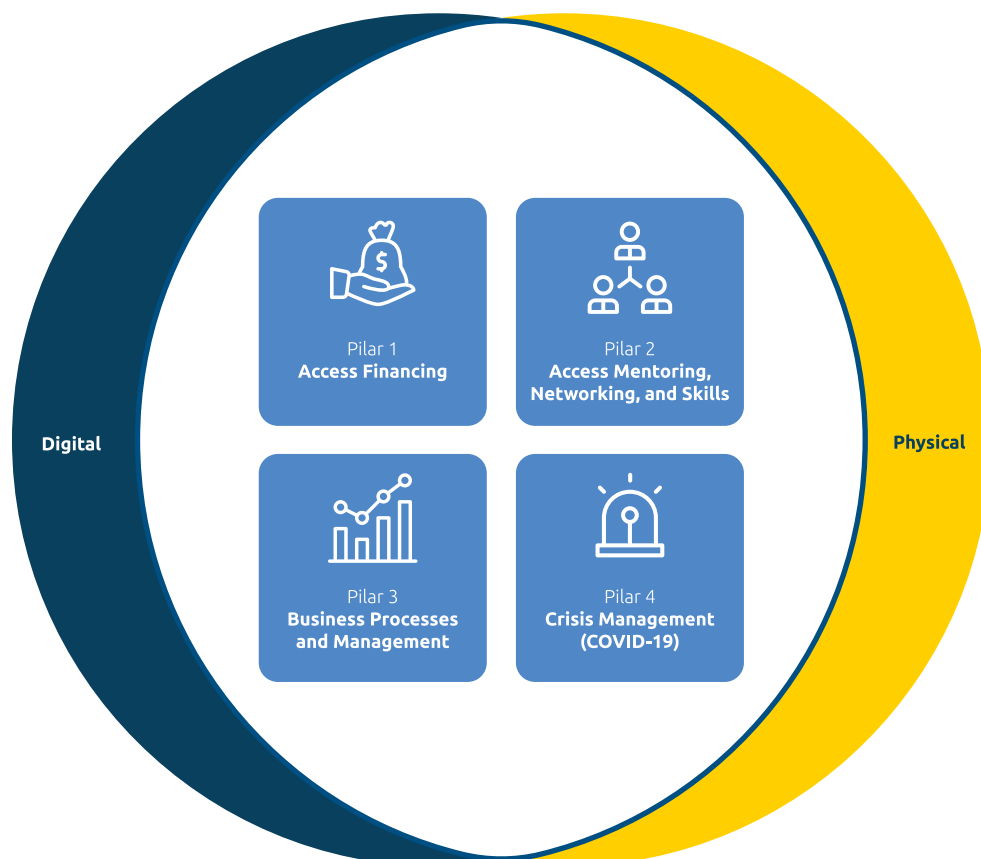 Pilar 1
Access Financing
Pilar 2
Access Mentoring,
Networking, and Skills
Digital
Physical
Pilar 3
Business Processes
and Management
Pilar 4
Crisis Management
(COVID-19)